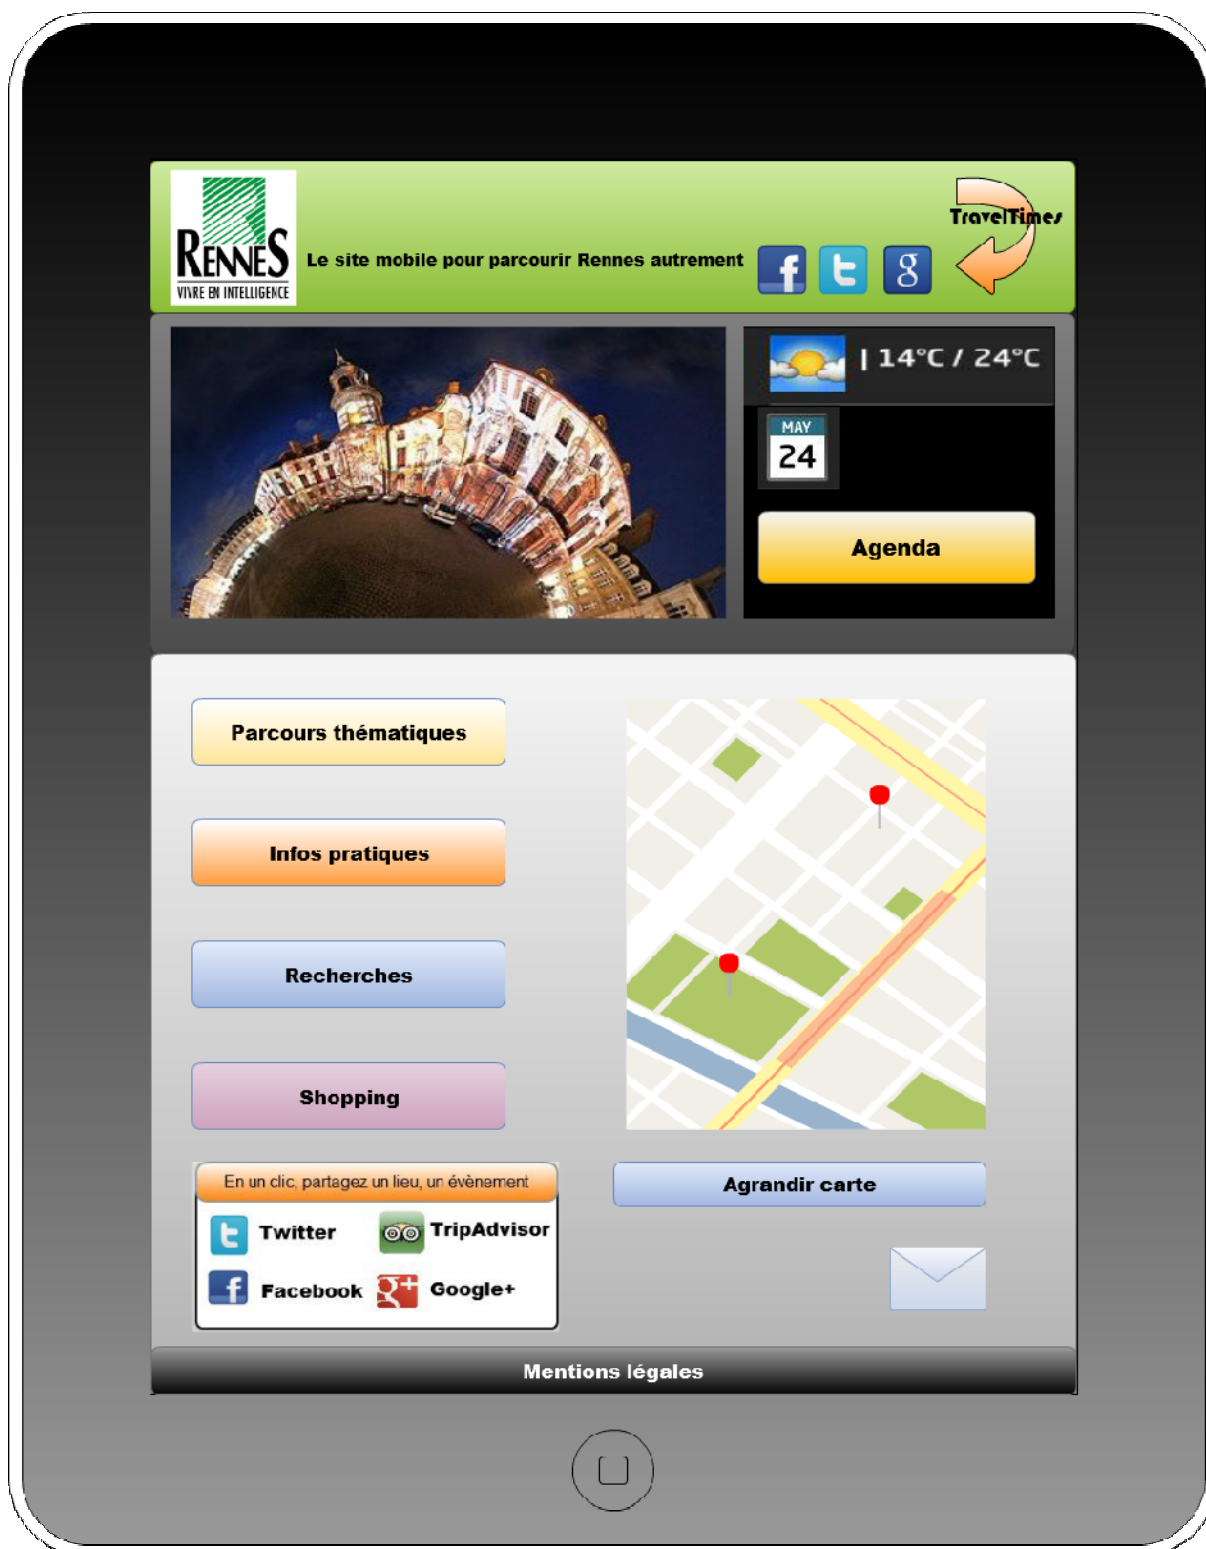 RENNES
VIVRE EN INTELLIGENCE
Le site mobile pour parcourir Rennes autrement
f
t
g
TravelTimes
| 14°C / 24°C
MAY
24
Agenda
Parcours thématiques
Infos pratiques
Recherches
Shopping
Agrandir carte
En un clic, partagez un lieu, un évènement
t Twitter
TripAdvisor
f Facebook
g+ Google+
Mentions légales